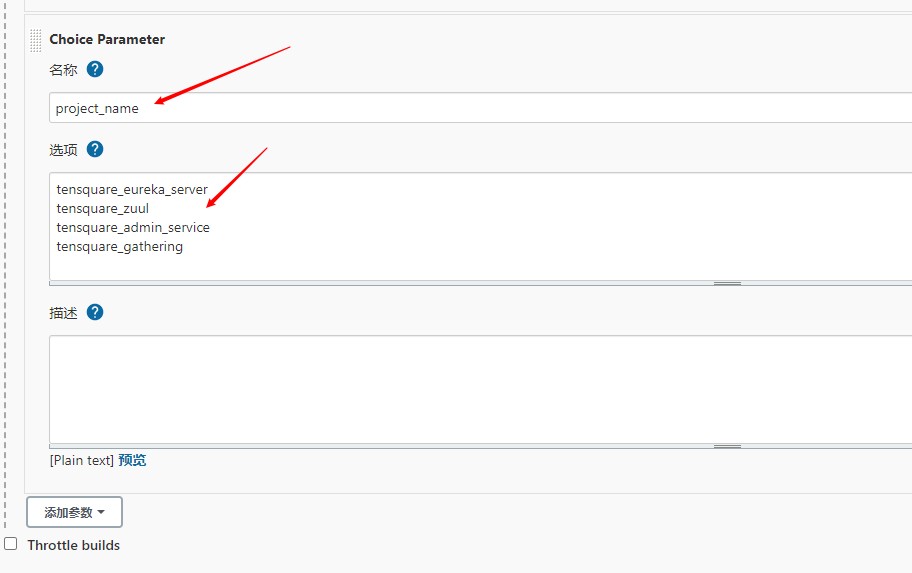 Choice Parameter
名称 ?
project_name
选项 ?
tensquare_eureka_server
tensquare_zuul
tensquare_admin_service
tensquare_gathering
描述 ?
[Plain text] 预览
添加参数
Throttle builds